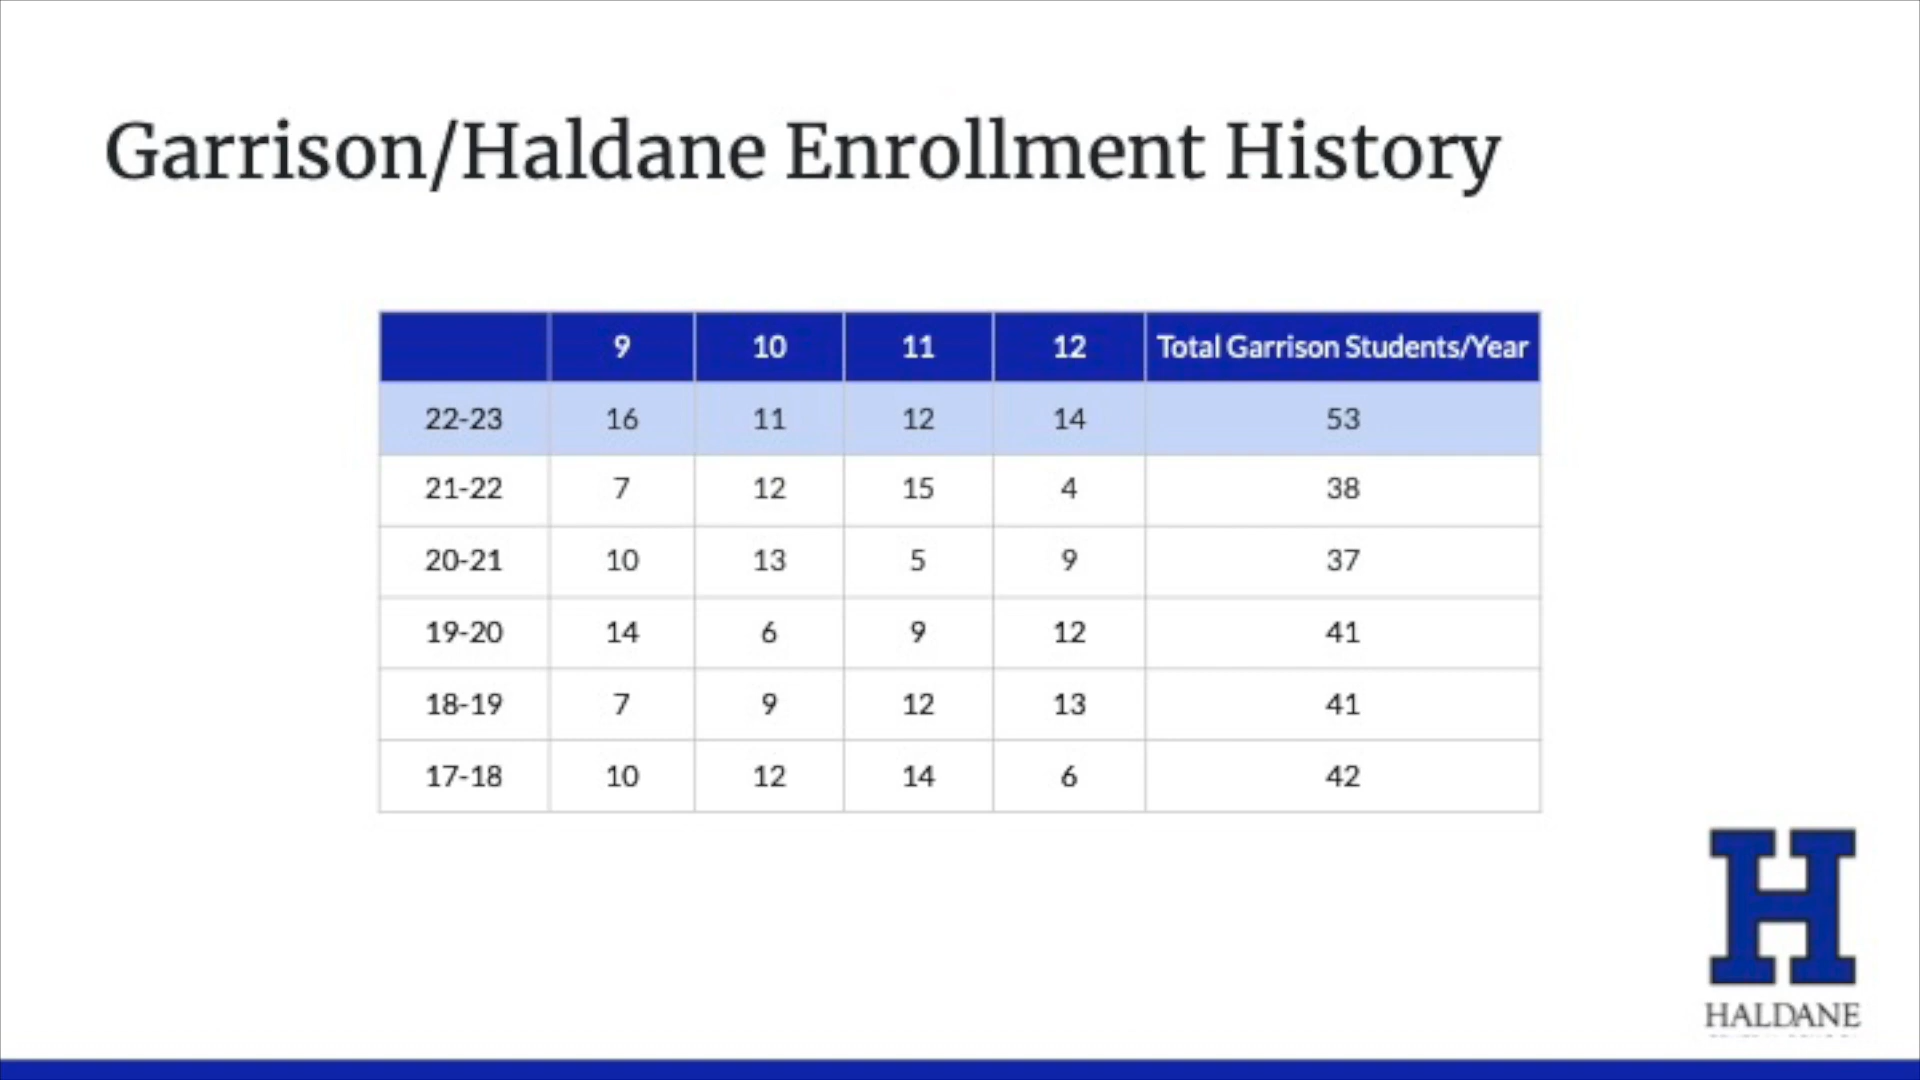 Garrison/Haldane Enrollment History
9 10 11 12 Total Garrison Students/Year
22-23 16 11 12 14 53
21-22 7 12 15 4 38
20-21 10 13 5 9 37
19-20 14 6 9 12 41
18-19 7 9 12 13 41
17-18 10 12 14 6 42
H
HALDANE